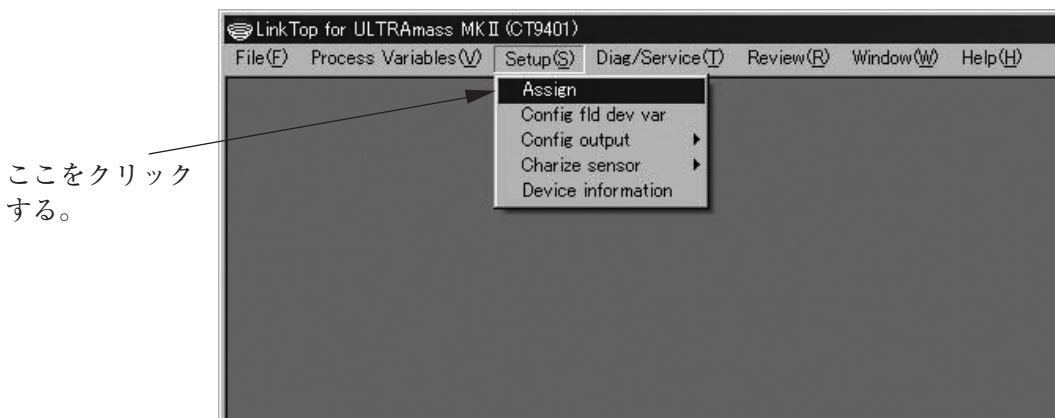 LinkTop for ULTRAmass MKⅡ (CT9401)
File(F) Process Variables(V) Setup(S) Diag/Service(T) Review(R) Window(W) Help(H)
Assign
Config fld dev var
Config output
Charize sensor
Device information
ここをクリック
する。